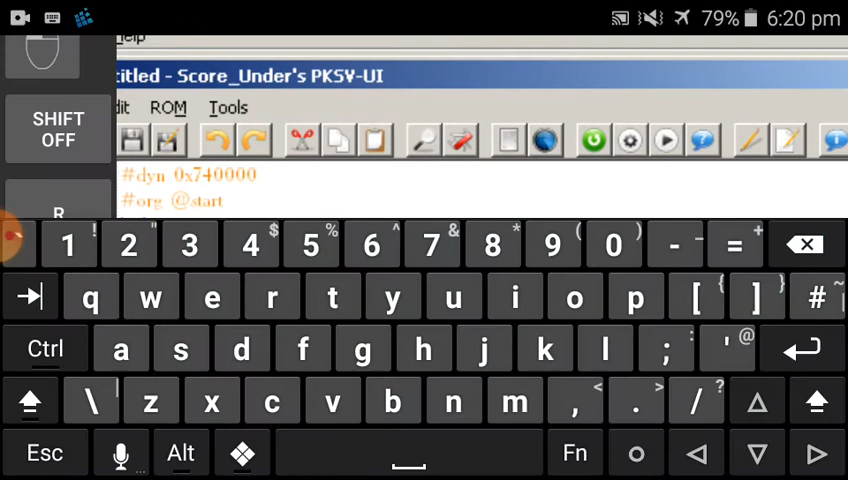 79% 6:20 pm
elp
titled - Score_Under's PKSV-UI
dit ROM Tools
SHIFT
OFF
#dyn 0x740000
#org @start
R
` 1 ! 2 " 3 4 $ 5 % 6 ^ 7 & 8 * 9 ( 0 ) - _ = +
q w e r t y u i o p [ { ] } # ~
Ctrl a s d f g h j k l ; : ' @
\ | z x c v b n m , < . > / ?
Esc Alt Fn